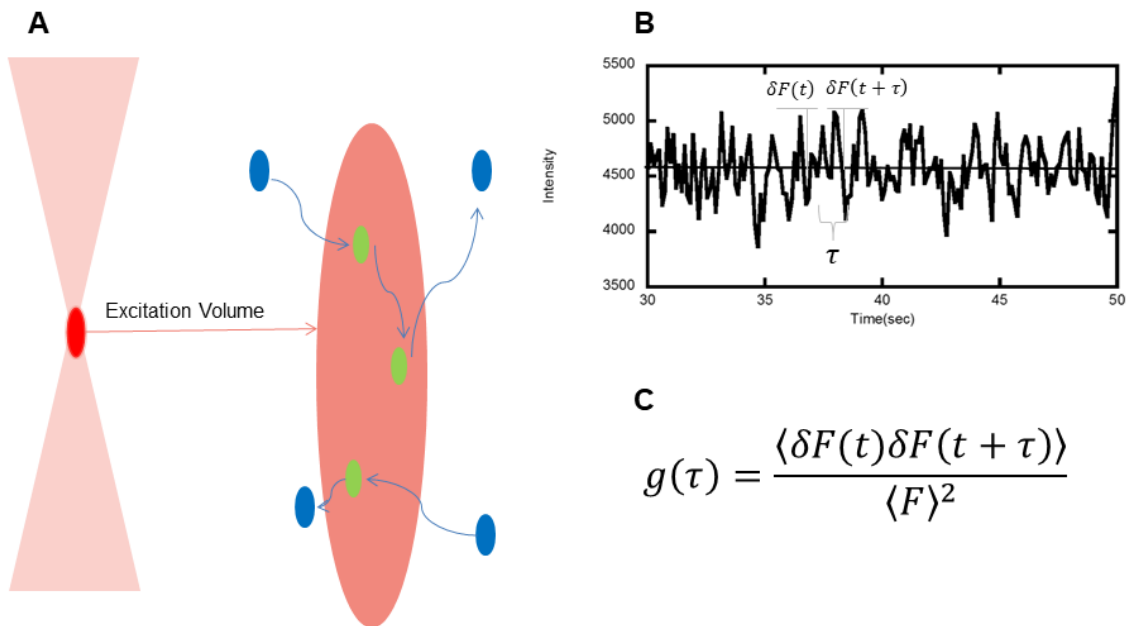 A
Excitation Volume
B
5500
5000
4500
4000
3500
Intensity
δF(t) δF(t + τ)
τ
30 35 40 45 50
Time(sec)
C
g(τ) = ⟨δF(t)δF(t + τ)⟩ / ⟨F⟩²